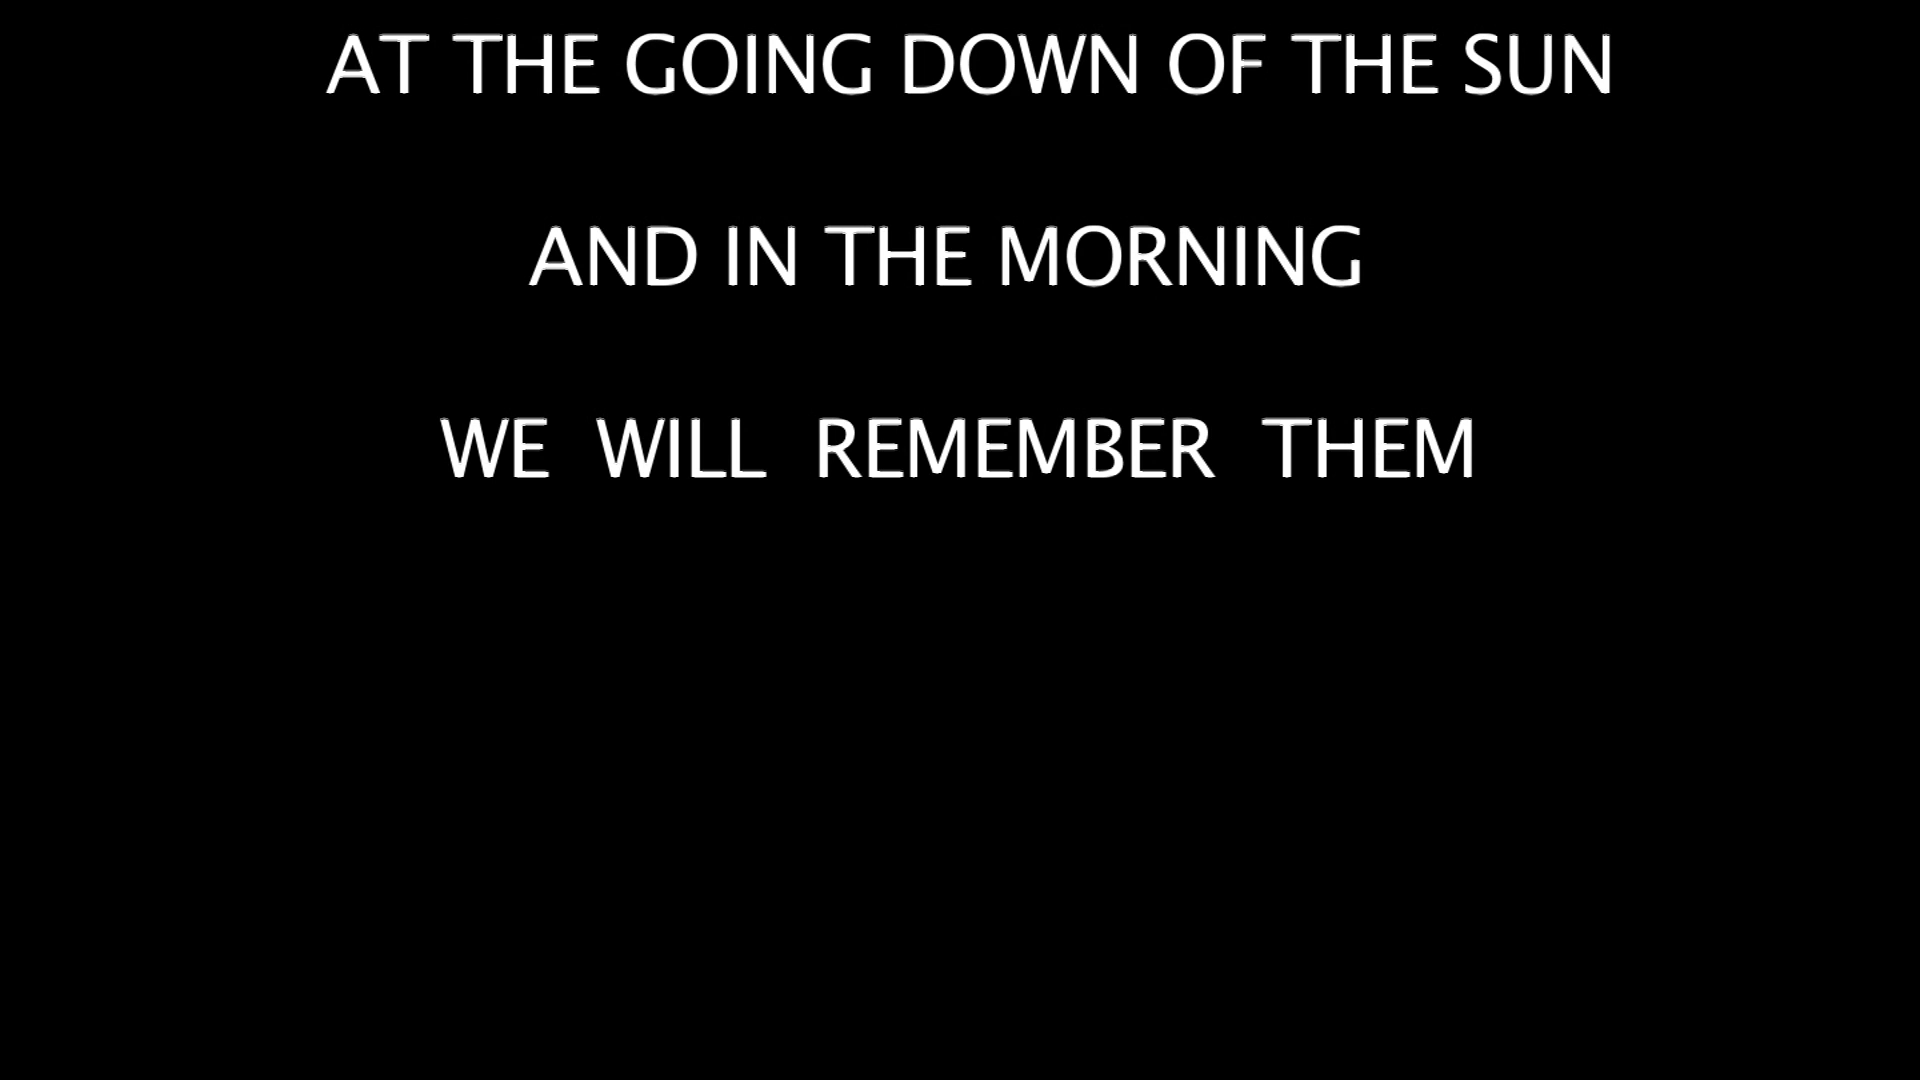 AT THE GOING DOWN OF THE SUN
AND IN THE MORNING
WE WILL REMEMBER THEM